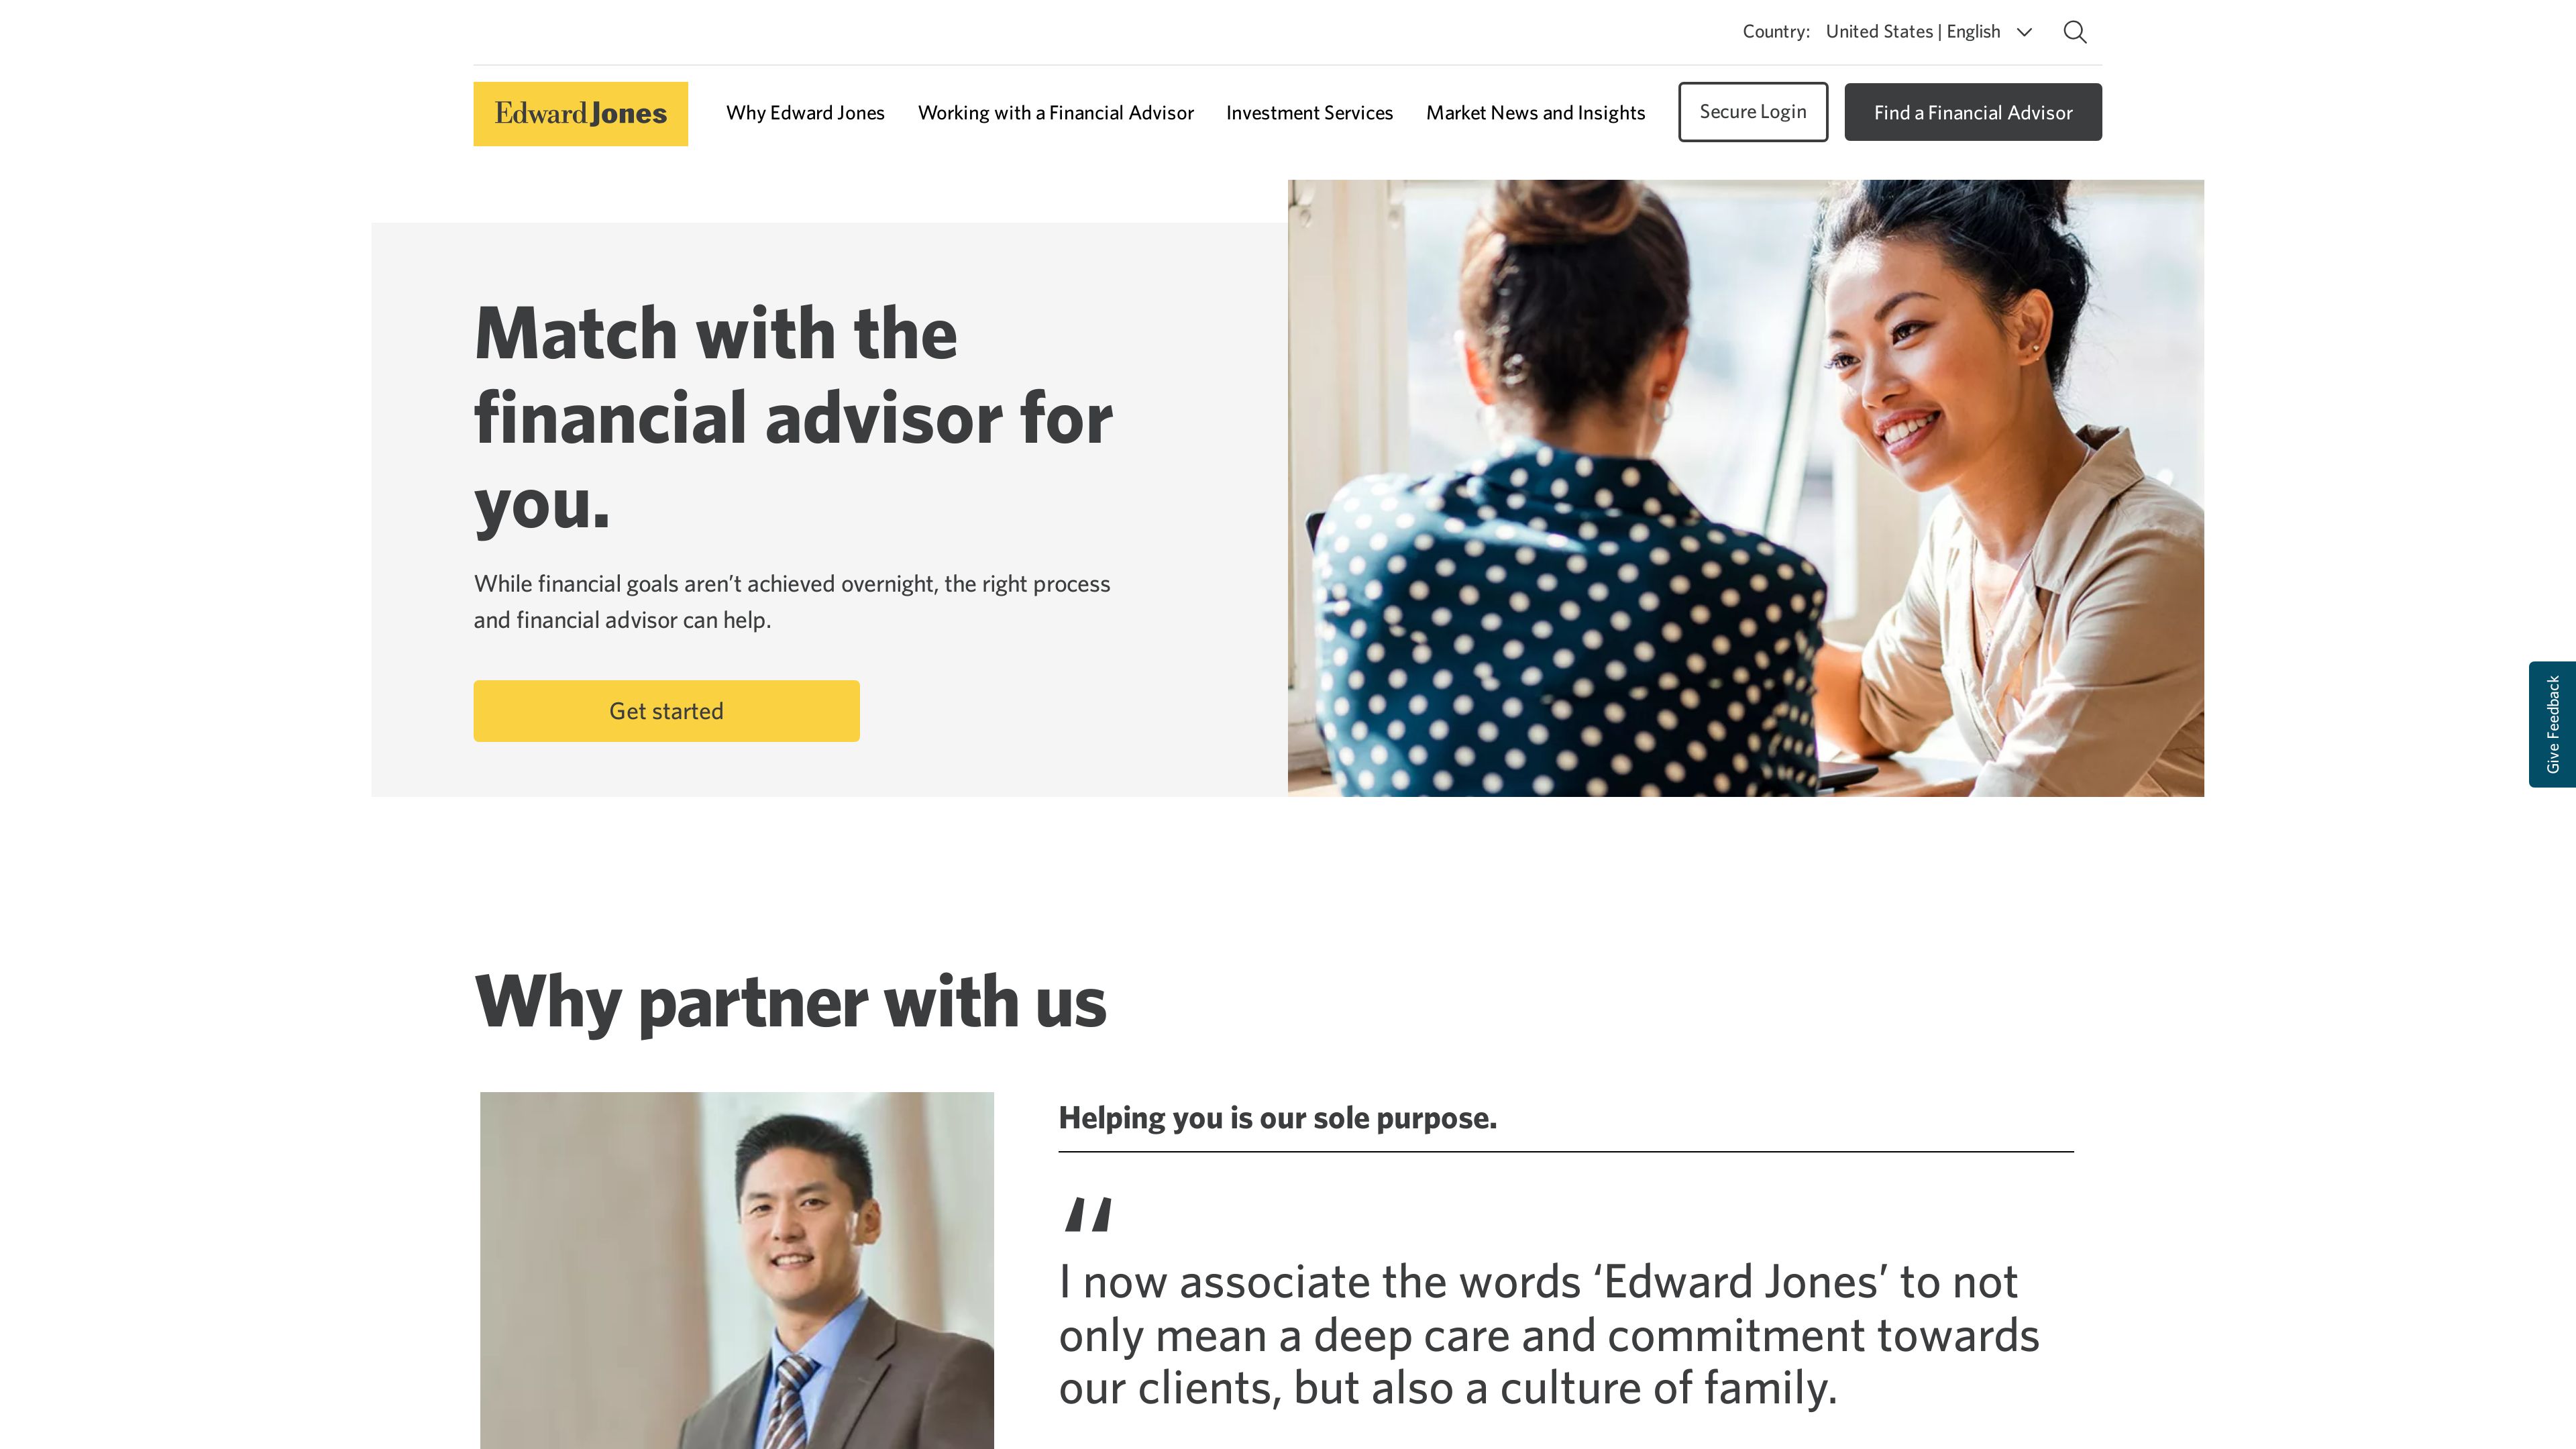 Country: United States | English
Edward Jones
Why Edward Jones
Working with a Financial Advisor
Investment Services
Market News and Insights
Secure Login
Find a Financial Advisor
Match with the
financial advisor for
you.
While financial goals aren’t achieved overnight, the right process
and financial advisor can help.
Get started
Give Feedback
Why partner with us
Helping you is our sole purpose.
“
I now associate the words ‘Edward Jones’ to not
only mean a deep care and commitment towards
our clients, but also a culture of family.